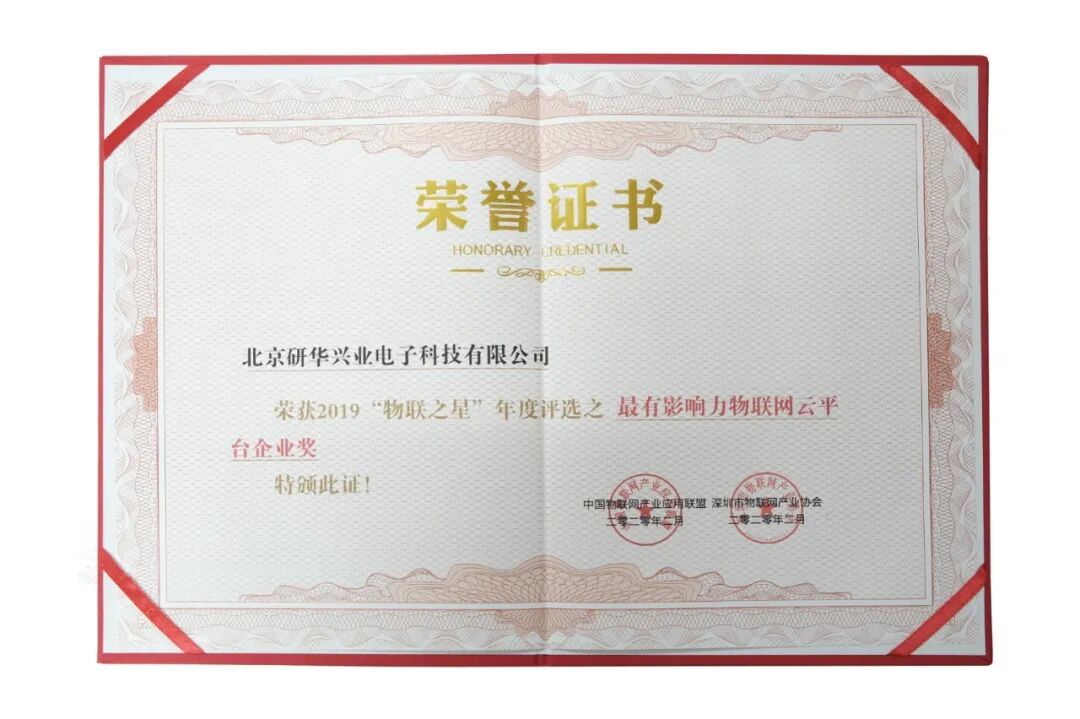 荣誉证书
HONORARY CREDENTIAL
北京研华兴业电子科技有限公司
荣获2019“物联之星”年度评选之 最有影响力物联网云平
台企业奖
特颁此证!
中国物联网产业应用联盟 深圳市物联网产业协会
二零二零年 月 二零二零年 月